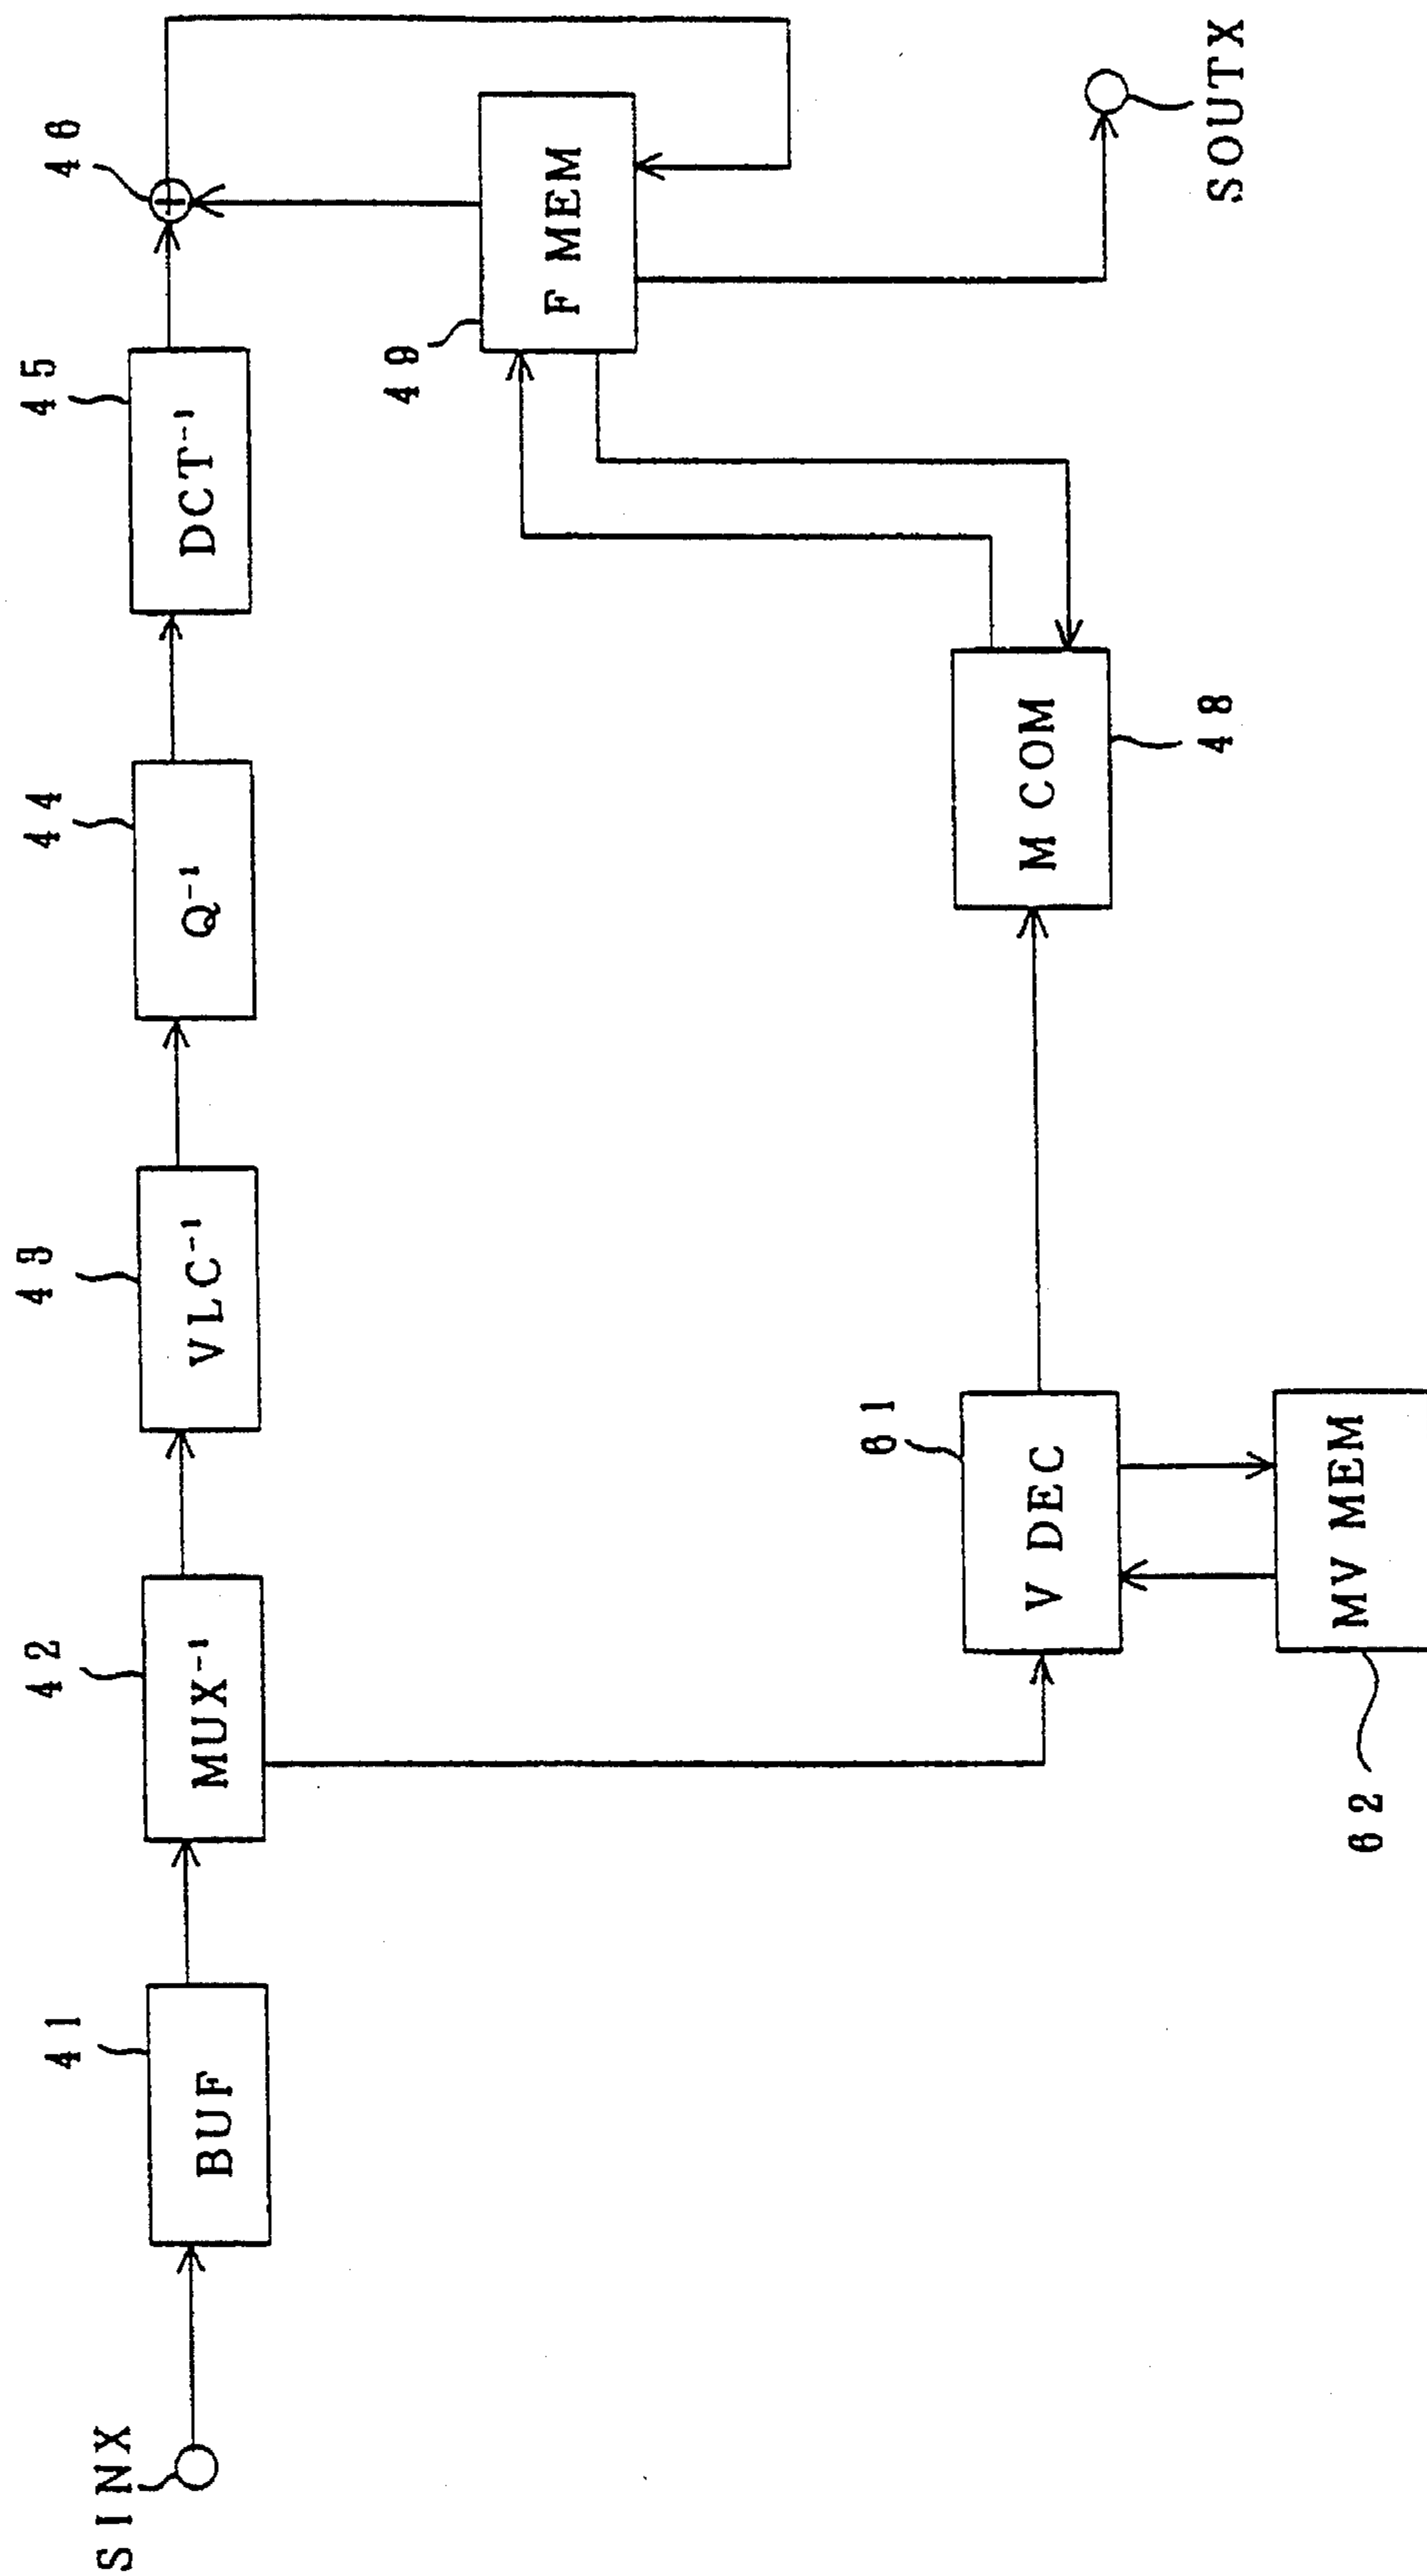 SINX
41
BUF
42
MUX⁻¹
43
VLC⁻¹
44
Q⁻¹
45
DCT⁻¹
46
49
F MEM
61
V DEC
M COM
48
62
MV MEM
SOUTX